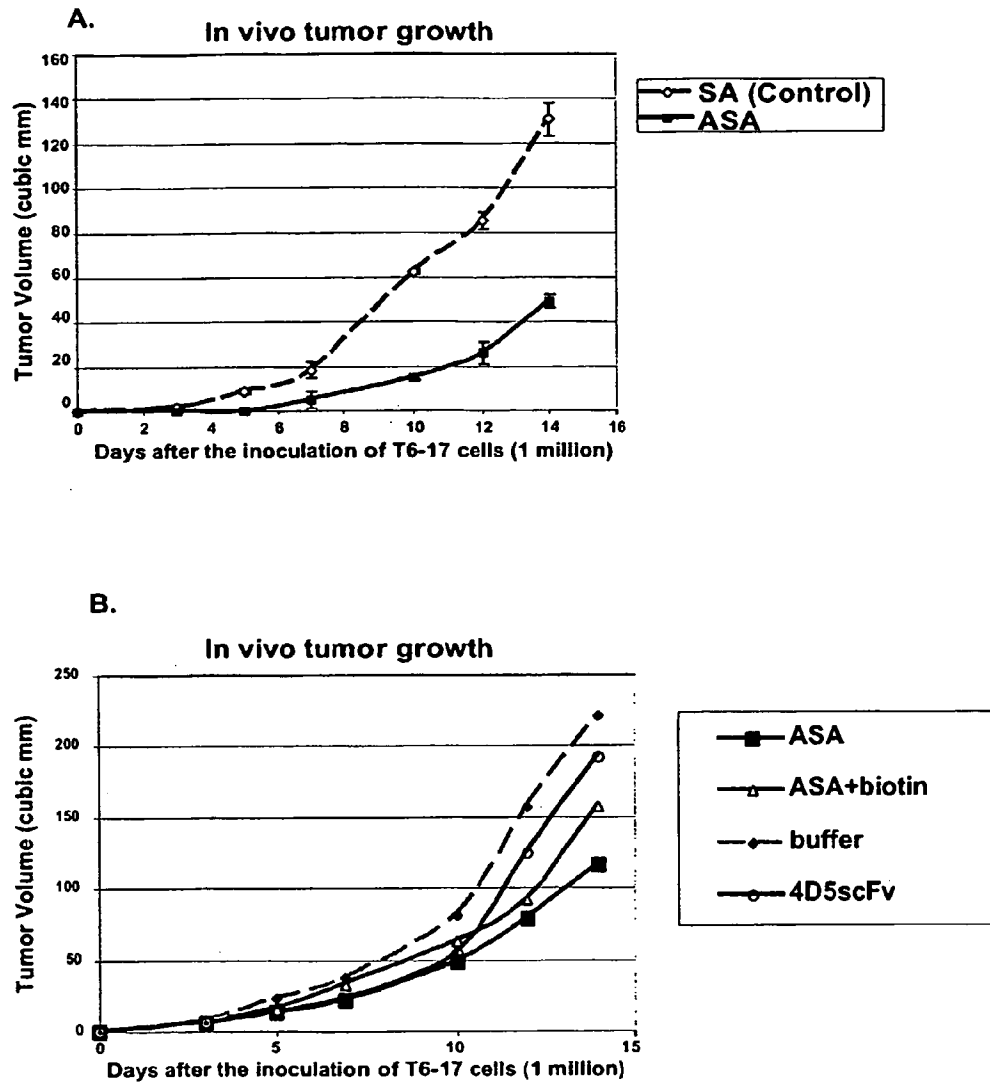 A.
In vivo tumor growth
160
140
120
100
80
60
40
20
0
Tumor Volume (cubic mm)
0 2 4 6 8 10 12 14 16
Days after the inoculation of T6-17 cells (1 million)
SA (Control)
ASA
B.
In vivo tumor growth
250
200
150
100
50
0
Tumor Volume (cubic mm)
0 5 10 15
Days after the inoculation of T6-17 cells (1 million)
ASA
ASA+biotin
buffer
4D5scFv